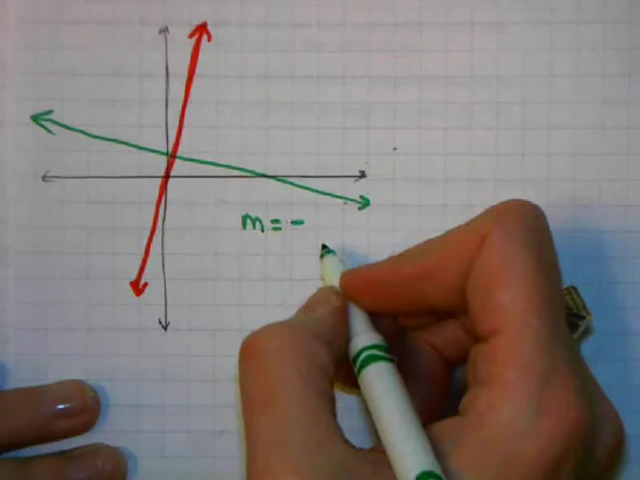 m = -